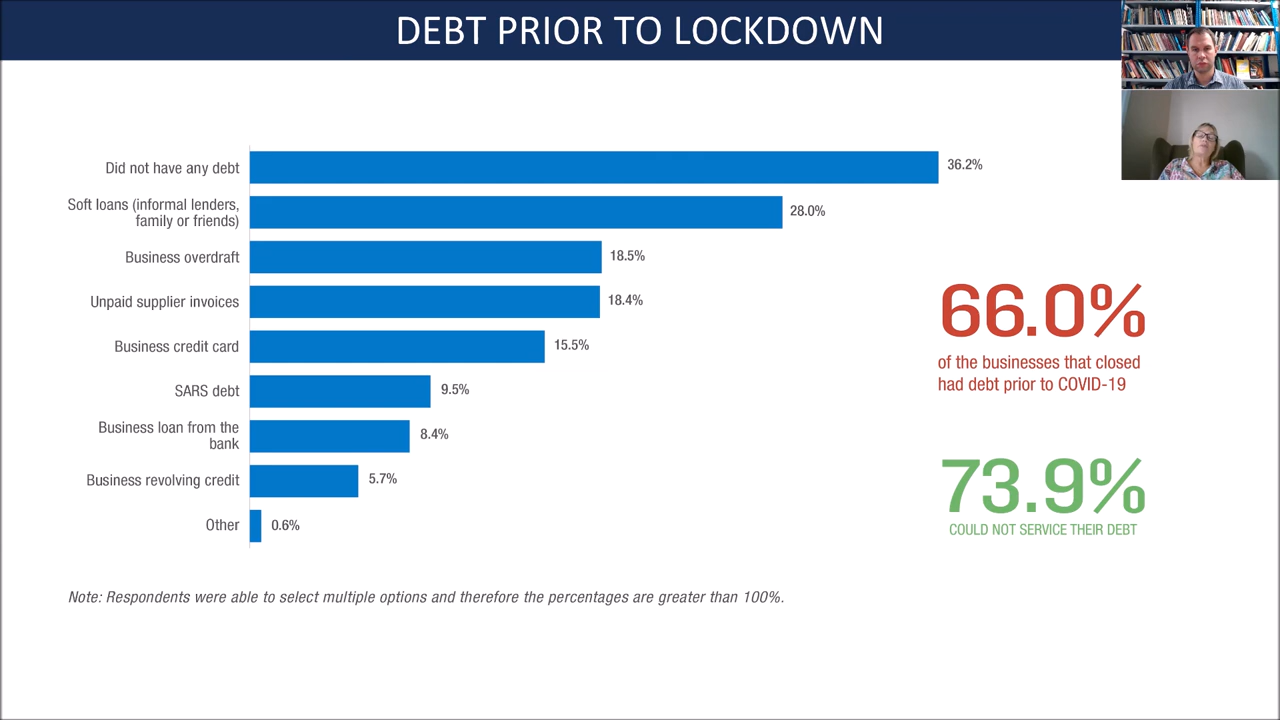 DEBT PRIOR TO LOCKDOWN
Did not have any debt
36.2%
Soft loans (informal lenders,
family or friends)
28.0%
Business overdraft
18.5%
Unpaid supplier invoices
18.4%
Business credit card
15.5%
SARS debt
9.5%
Business loan from the
bank
8.4%
Business revolving credit
5.7%
Other
0.6%
66.0%
of the businesses that closed
had debt prior to COVID-19
73.9%
COULD NOT SERVICE THEIR DEBT
Note: Respondents were able to select multiple options and therefore the percentages are greater than 100%.